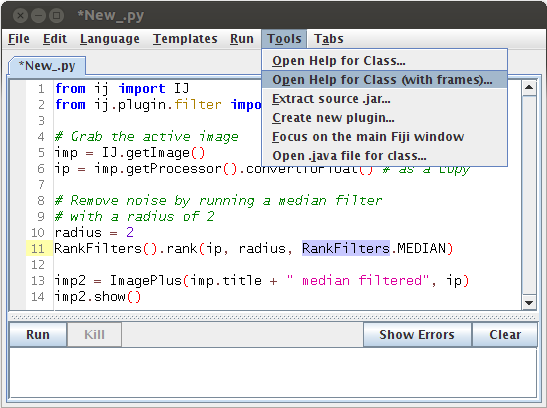 *New_.py
File Edit Language Templates Run Tools Tabs
*New_.py
Open Help for Class...
Open Help for Class (with frames)...
Extract source .jar...
Create new plugin...
Focus on the main Fiji window
Open .java file for class...
1 from ij import IJ
2 from ij.plugin.filter impo
3
4 # Grab the active image
5 imp = IJ.getImage()
6 ip = imp.getProcessor().convertToFloat() # as a copy
7
8 # Remove noise by running a median filter
9 # with a radius of 2
10 radius = 2
11 RankFilters().rank(ip, radius, RankFilters.MEDIAN)
12
13 imp2 = ImagePlus(imp.title + " median filtered", ip)
14 imp2.show()
Run Kill Show Errors Clear